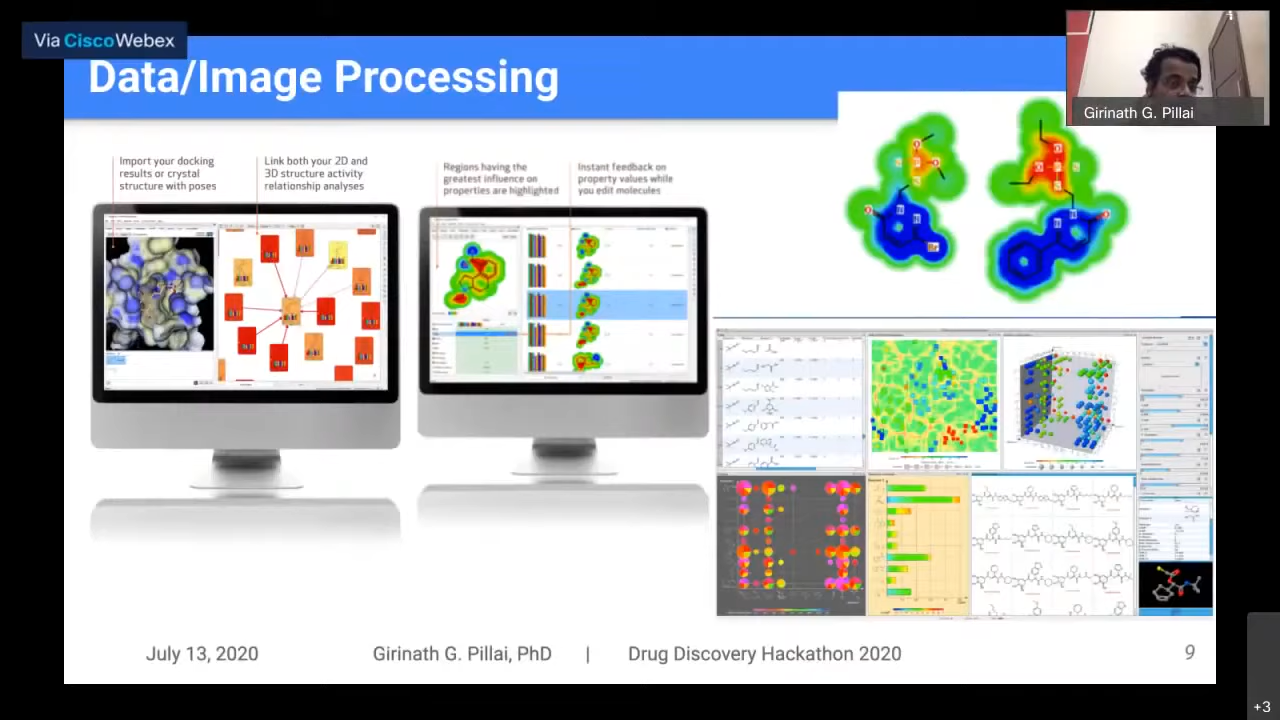 Via Cisco Webex
Data/Image Processing
Girinath G. Pillai
Import your docking
results or crystal
structure with poses
Link both your 2D and
3D structure activity
relationship analyses
Regions having the
greatest influence on
properties are highlighted
Instant feedback on
property values while
you edit molecules
July 13, 2020
Girinath G. Pillai, PhD | Drug Discovery Hackathon 2020
9
+3